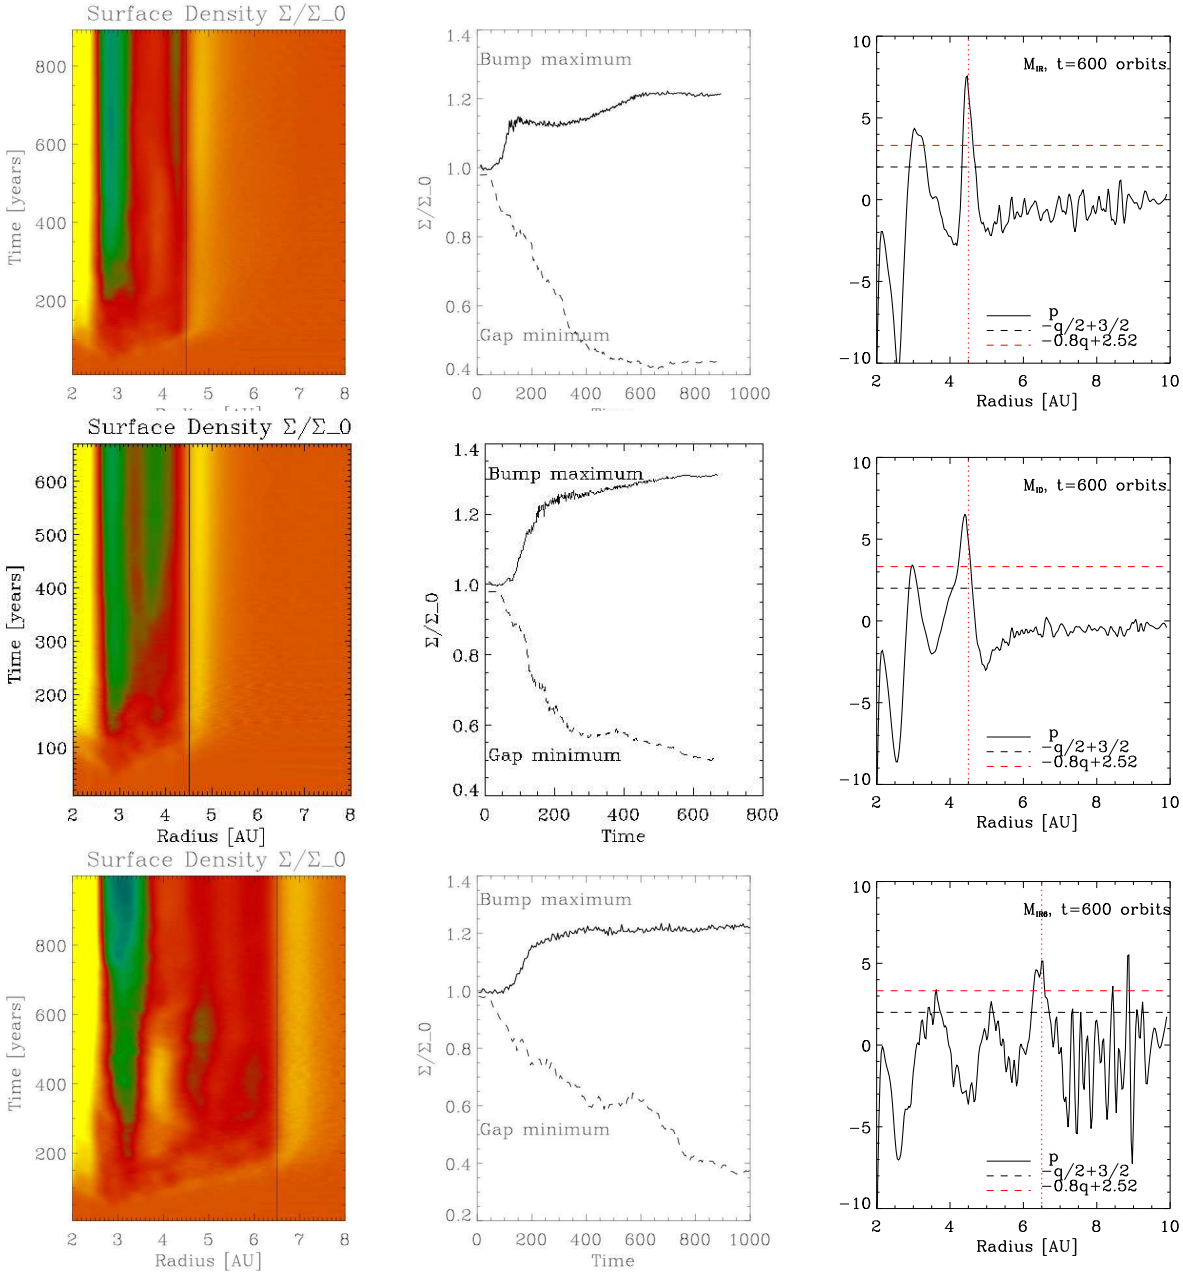 Surface Density Σ/Σ_0
Time [years]
800
600
400
200
2 3 4 5 6 7 8
Radius [AU]
Σ/Σ_0
1.4
1.2
1.0
0.8
0.6
0.4
Bump maximum
Gap minimum
0 200 400 600 800 1000
Time
10
5
0
-5
-10
M_IR, t=600 orbits
p
-q/2+3/2
-0.8q+2.52
2 4 6 8 10
Radius [AU]
Surface Density Σ/Σ_0
Time [years]
600
500
400
300
200
100
2 3 4 5 6 7 8
Radius [AU]
Σ/Σ_0
1.4
1.2
1.0
0.8
0.6
0.4
Bump maximum
Gap minimum
0 200 400 600 800
Time
10
5
0
-5
-10
M_ID, t=600 orbits
p
-q/2+3/2
-0.8q+2.52
2 4 6 8 10
Radius [AU]
Surface Density Σ/Σ_0
Time [years]
800
600
400
200
2 3 4 5 6 7 8
Radius [AU]
Σ/Σ_0
1.4
1.2
1.0
0.8
0.6
0.4
0.2
Bump maximum
Gap minimum
0 200 400 600 800 1000
Time
10
5
0
-5
-10
M_IR6, t=600 orbits
p
-q/2+3/2
-0.8q+2.52
2 4 6 8 10
Radius [AU]